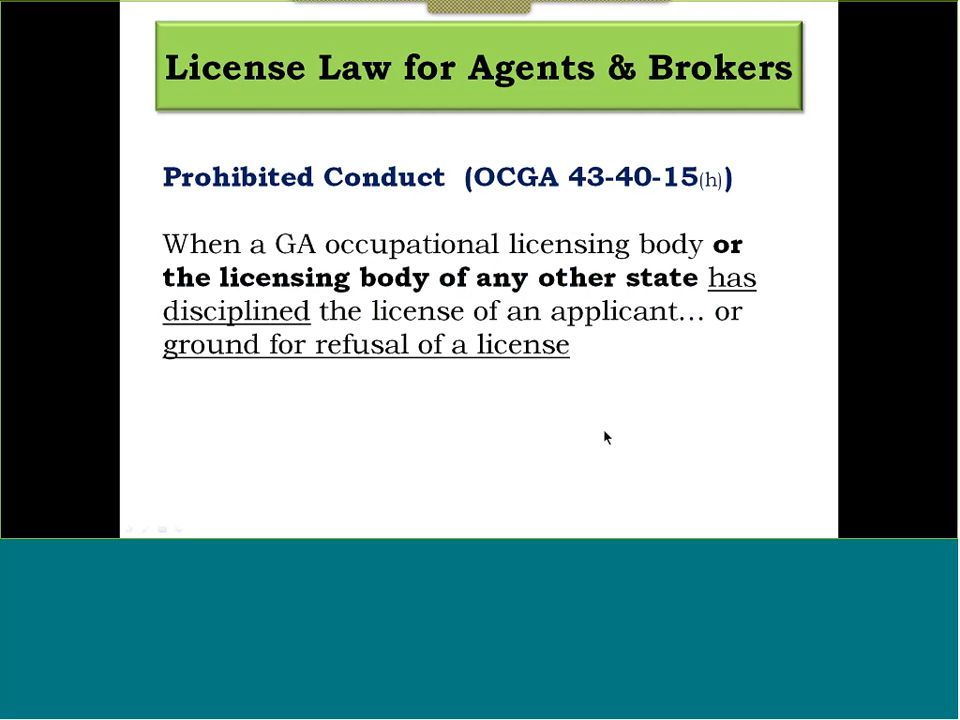 License Law for Agents & Brokers
Prohibited Conduct (OCGA 43-40-15(h))
When a GA occupational licensing body or
the licensing body of any other state has
disciplined the license of an applicant… or
ground for refusal of a license